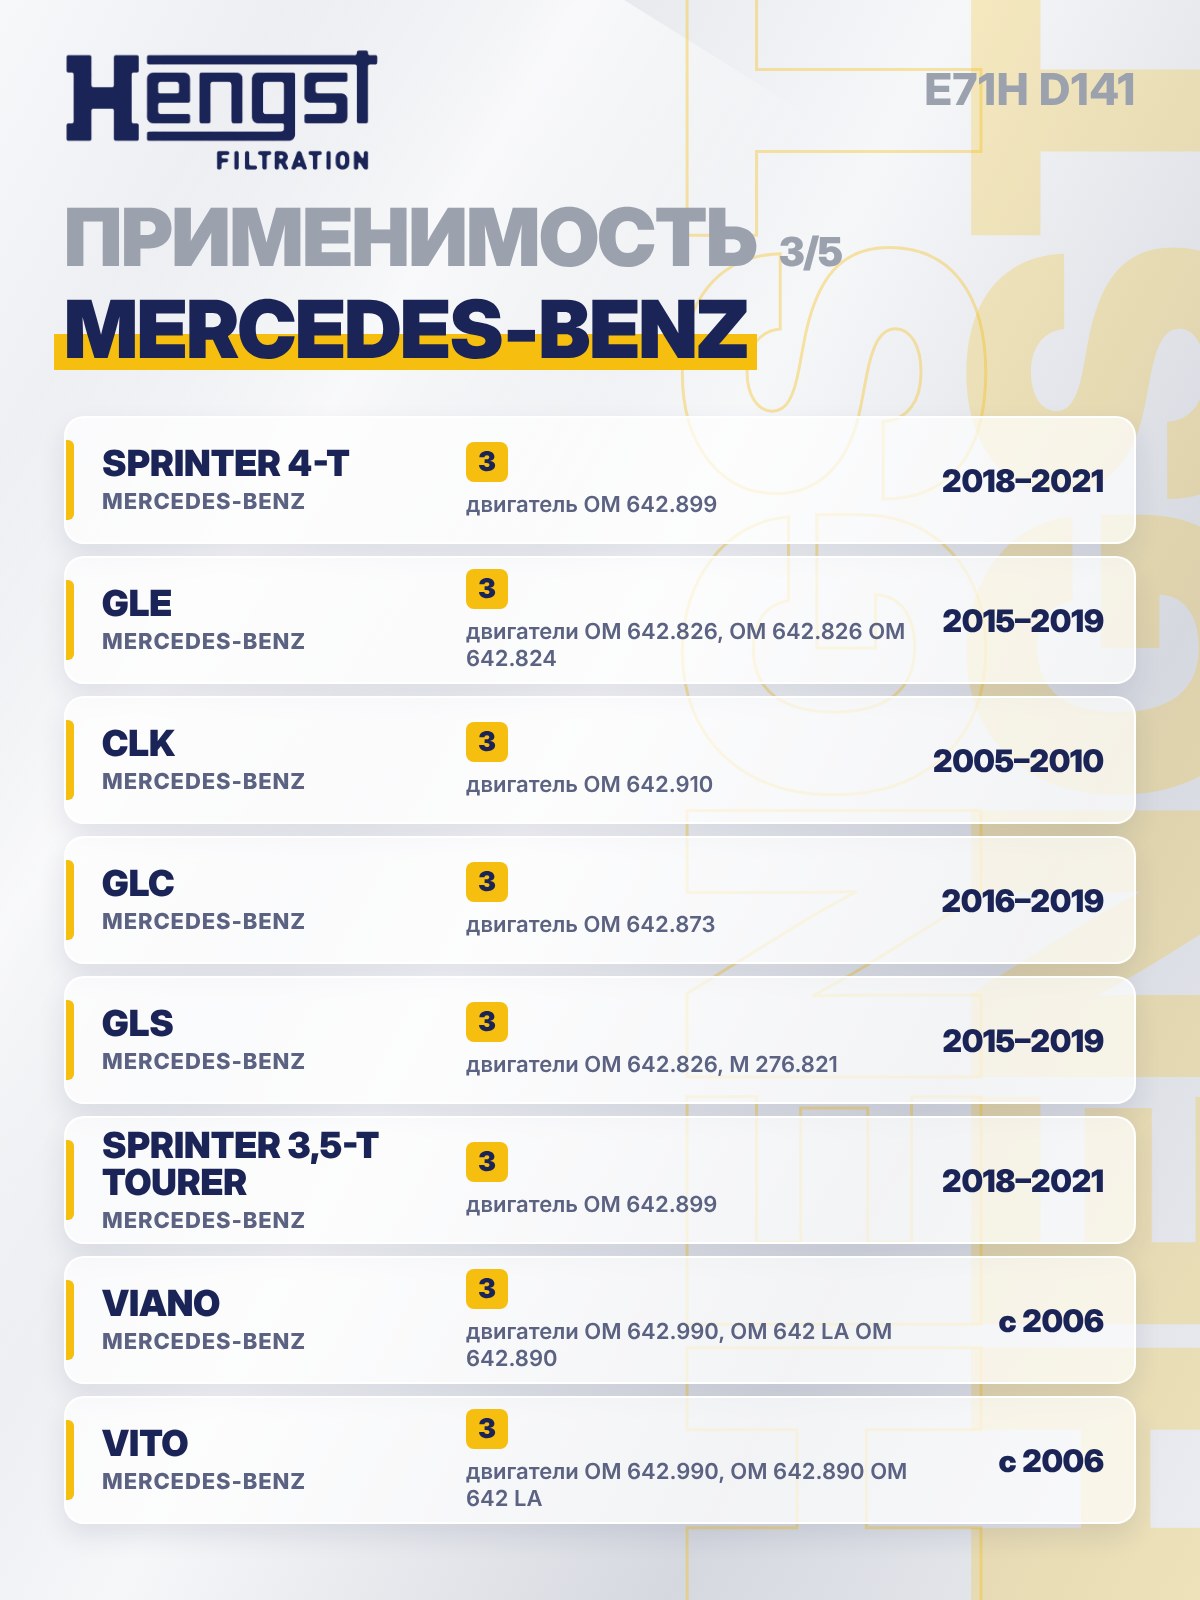 Hengst
FILTRATION
E71H D141
ПРИМЕНИМОСТЬ 3/5
MERCEDES-BENZ
SPRINTER 4-T
MERCEDES-BENZ
3
двигатель OM 642.899
2018–2021
GLE
MERCEDES-BENZ
3
двигатели OM 642.826, OM 642.826 OM
642.824
2015–2019
CLK
MERCEDES-BENZ
3
двигатель OM 642.910
2005–2010
GLC
MERCEDES-BENZ
3
двигатель OM 642.873
2016–2019
GLS
MERCEDES-BENZ
3
двигатели OM 642.826, M 276.821
2015–2019
SPRINTER 3,5-T
TOURER
MERCEDES-BENZ
3
двигатель OM 642.899
2018–2021
VIANO
MERCEDES-BENZ
3
двигатели OM 642.990, OM 642 LA OM
642.890
с 2006
VITO
MERCEDES-BENZ
3
двигатели OM 642.990, OM 642.890 OM
642 LA
с 2006
HENGST
HENGST